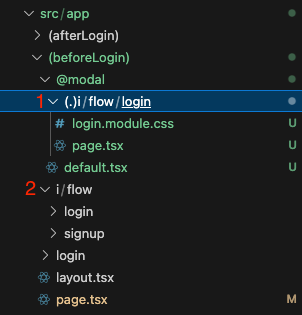 src/app
(afterLogin)
(beforeLogin)
@modal
1 (.)i/flow/login
# login.module.css U
page.tsx U
default.tsx U
2 i/flow
login
signup
login
layout.tsx
page.tsx M